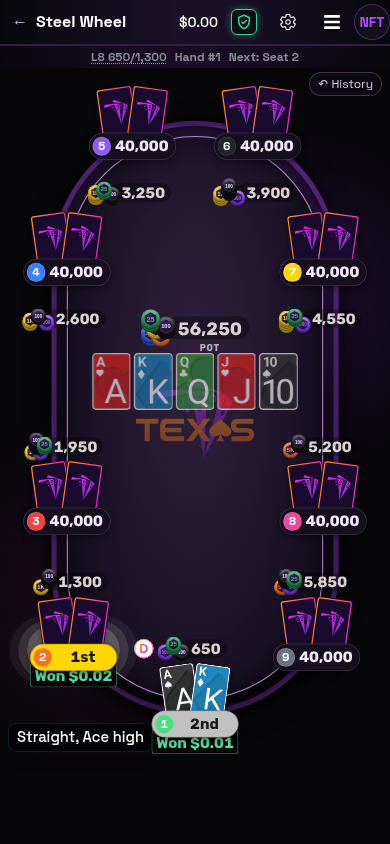 ← Steel Wheel $0.00 NFT
L8 650/1,300 Hand #1 Next: Seat 2
↶ History
5 40,000 6 40,000
3,250 3,900
4 40,000 7 40,000
2,600 4,550
56,250
POT
A K Q J 10
A K Q J 10
TEXAS
1,950 5,200
3 40,000 8 40,000
1,300 5,850
D 650
2 1st 9 40,000
Won $0.02
A K
A K
1 2nd
Straight, Ace high
Won $0.01